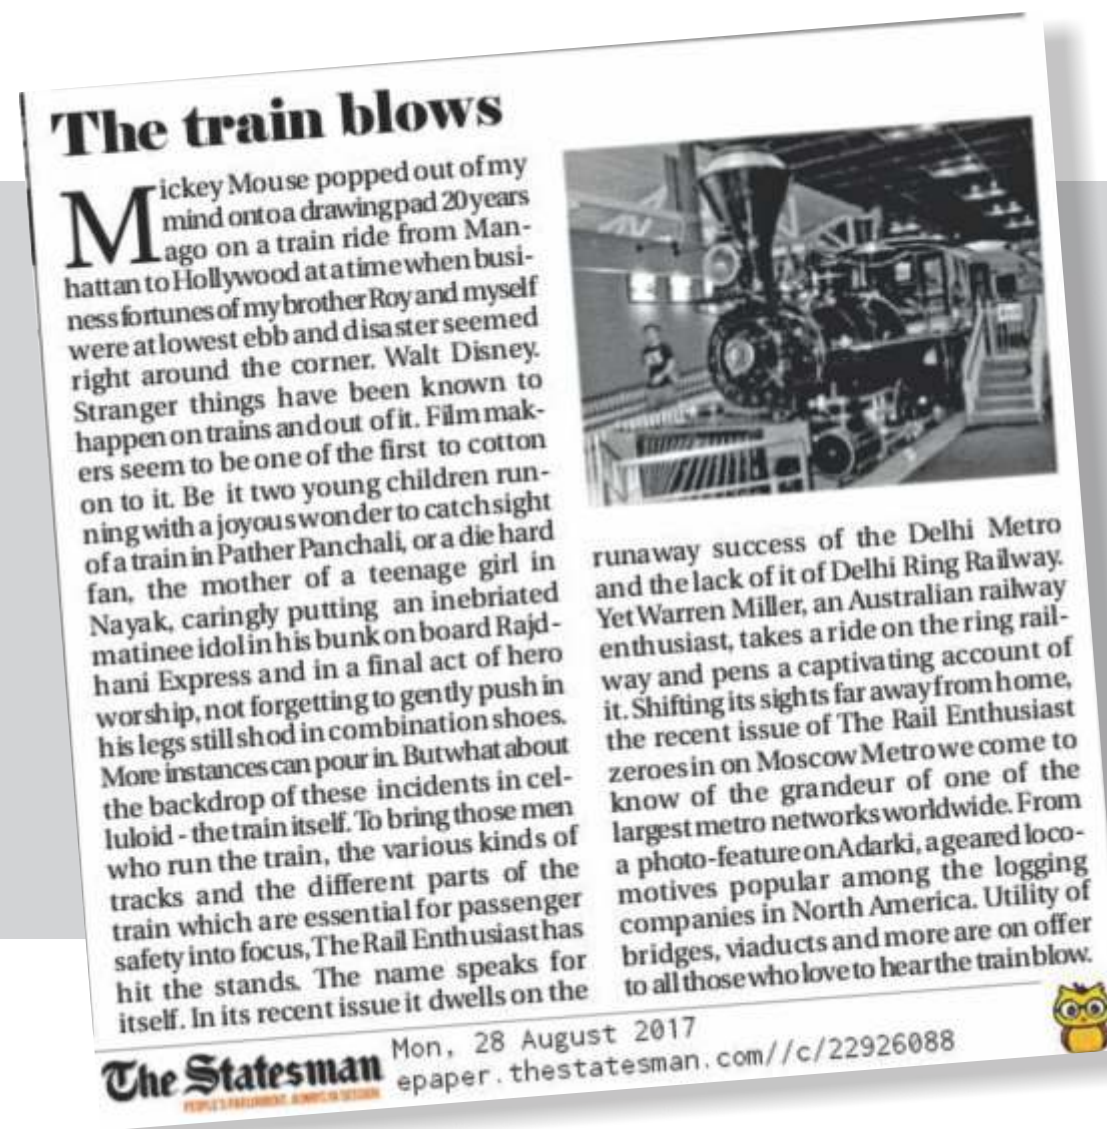 The train blows
Mickey Mouse popped out of my
mind onto a drawing pad 20 years
ago on a train ride from Man-
hattan to Hollywood at a time when busi-
ness fortunes of my brother Roy and myself
were at lowest ebb and disaster seemed
right around the corner. Walt Disney.
Stranger things have been known to
happen on trains and out of it. Film mak-
ers seem to be one of the first to cotton
on to it. Be it two young children run-
ning with a joyous wonder to catch sight
of a train in Pather Panchali, or a die hard
fan, the mother of a teenage girl in
Nayak, caringly putting an inebriated
matinee idol in his bunk on board Rajd-
hani Express and in a final act of hero
worship, not forgetting to gently push in
his legs still shod in combination shoes.
More instances can pour in. But what about
the backdrop of these incidents in cel-
luloid - the train itself. To bring those men
who run the train, the various kinds of
tracks and the different parts of the
train which are essential for passenger
safety into focus, The Rail Enthusiast has
hit the stands. The name speaks for
itself. In its recent issue it dwells on the
runaway success of the Delhi Metro
and the lack of it of Delhi Ring Railway.
Yet Warren Miller, an Australian railway
enthusiast, takes a ride on the ring rail-
way and pens a captivating account of
it. Shifting its sights far away from home,
the recent issue of The Rail Enthusiast
zeroes in on Moscow Metro we come to
know of the grandeur of one of the
largest metro networks worldwide. From
a photo-feature on Adarki, a geared loco-
motives popular among the logging
companies in North America. Utility of
bridges, viaducts and more are on offer
to all those who love to hear the train blow.
The Statesman
PEOPLE'S PARLIAMENT, ALWAYS IN SESSION
Mon, 28 August 2017
epaper.thestatesman.com//c/22926088